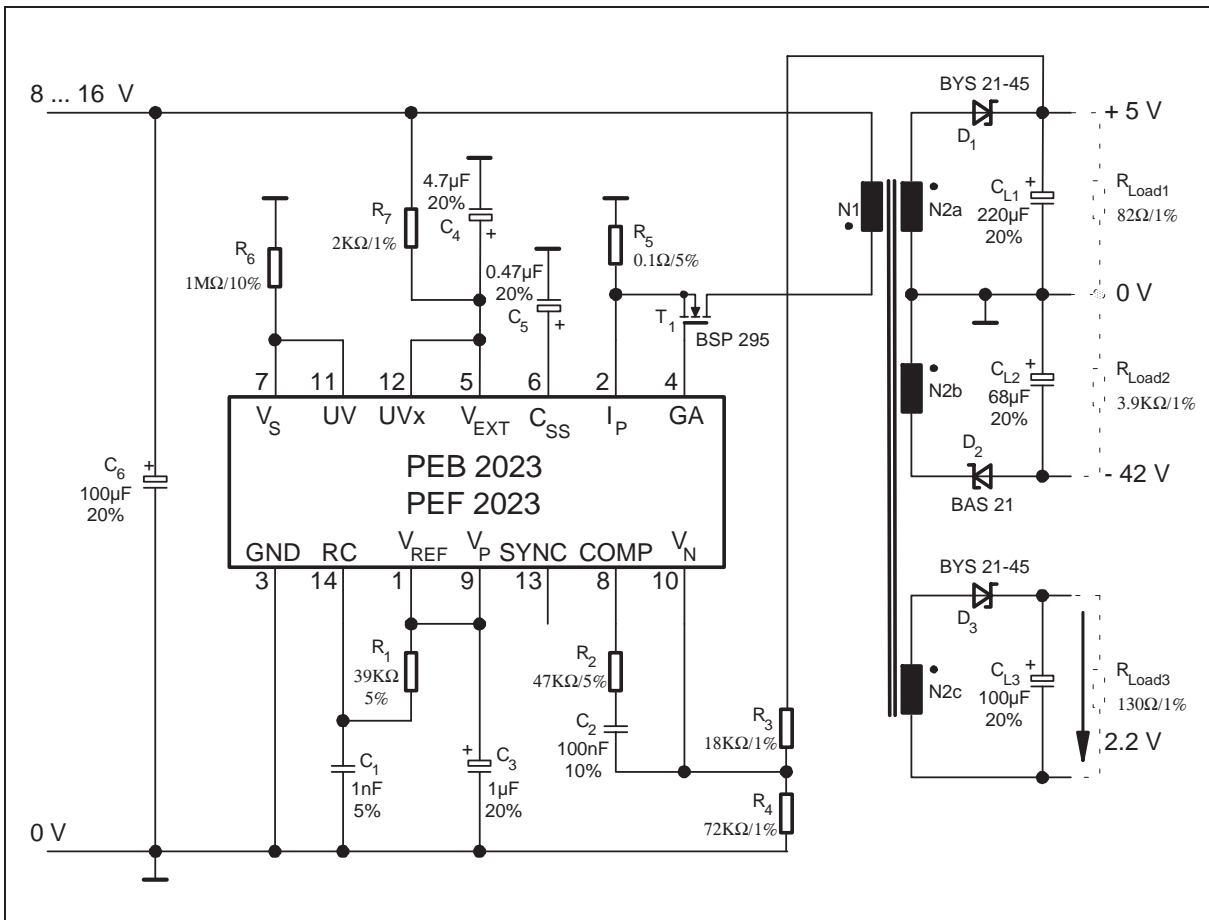 8 ... 16 V
BYS 21-45
+ 5 V
D1
4.7µF
20%
C4
+
R7
2KΩ/1%
N1
N2a
+
CL1
220µF
20%
RLoad1
82Ω/1%
R6
1MΩ/10%
0.47µF
20%
C5
+
R5
0.1Ω/5%
T1
BSP 295
0 V
7
11
12
5
6
2
4
VS
UV
UVx
VEXT
CSS
IP
GA
N2b
+
CL2
68µF
20%
RLoad2
3.9KΩ/1%
D2
BAS 21
- 42 V
+
C6
100µF
20%
PEB 2023
PEF 2023
GND
RC
VREF
VP
SYNC
COMP
VN
3
14
1
9
13
8
10
BYS 21-45
D3
R1
39KΩ
5%
R2
47KΩ/5%
N2c
+
CL3
100µF
20%
RLoad3
130Ω/1%
2.2 V
C2
100nF
10%
R3
18KΩ/1%
C1
1nF
5%
+
C3
1µF
20%
R4
72KΩ/1%
0 V